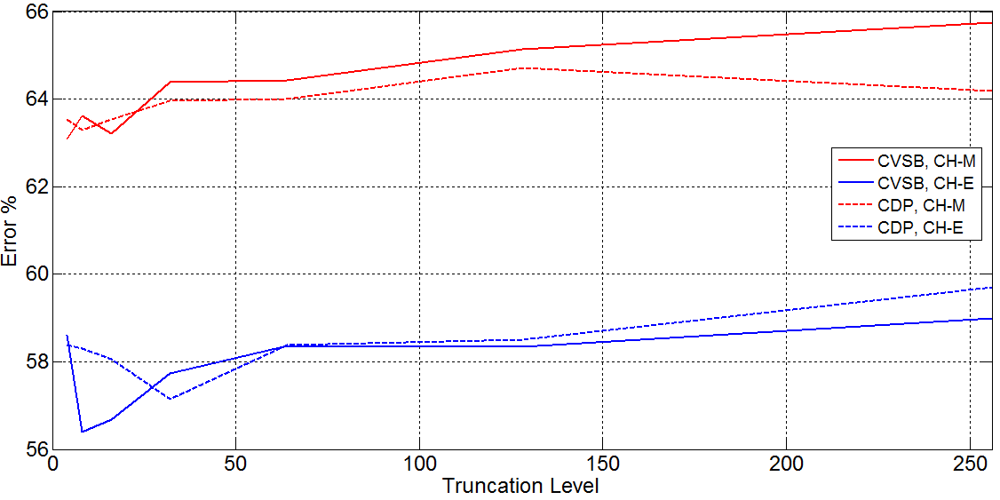 66
64
62
60
58
56
Error %
0
50
100
150
200
250
Truncation Level
CVSB, CH-M
CVSB, CH-E
CDP, CH-M
CDP, CH-E